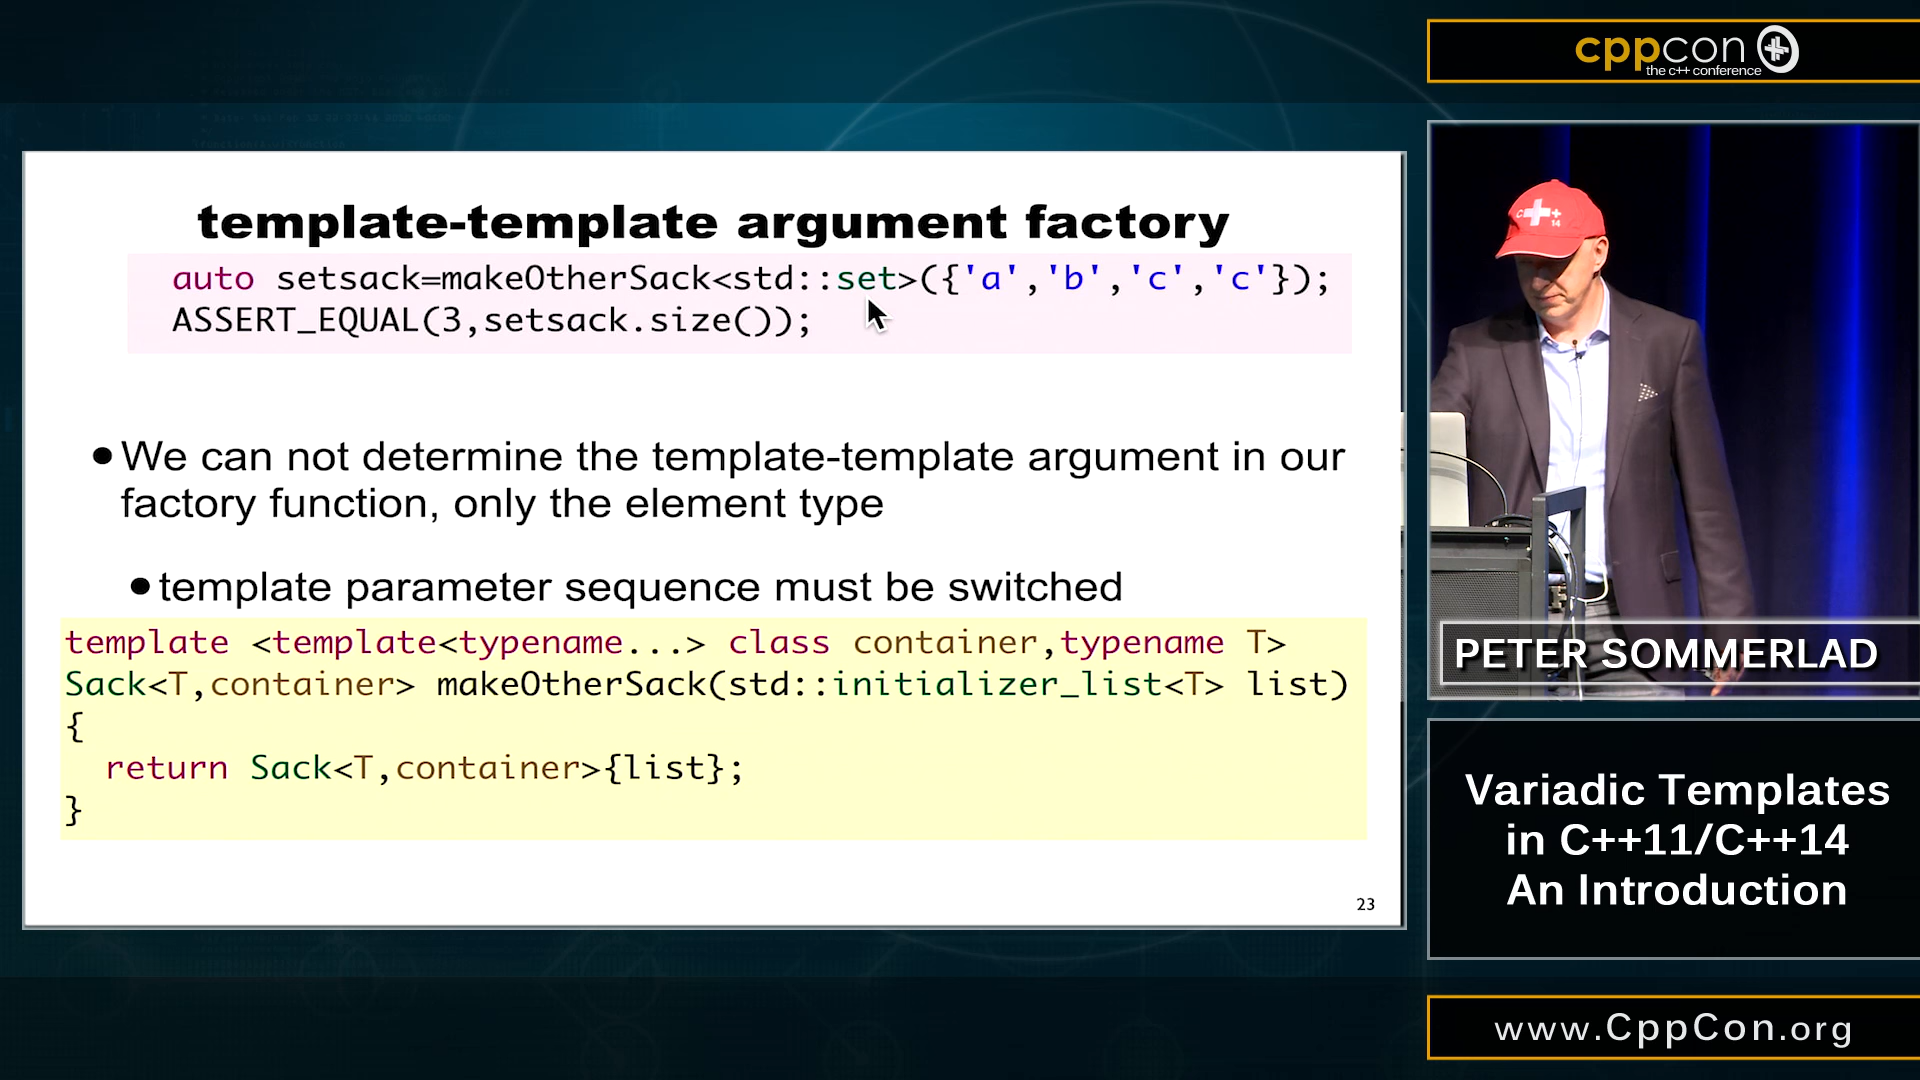 cppcon
the c++ conference
template-template argument factory
auto setsack=makeOtherSack<std::set>({'a','b','c','c'});
ASSERT_EQUAL(3,setsack.size());
•We can not determine the template-template argument in our
factory function, only the element type
•template parameter sequence must be switched
template <template<typename...> class container,typename T>
Sack<T,container> makeOtherSack(std::initializer_list<T> list)
{
return Sack<T,container>{list};
}
23
C++
14
PETER SOMMERLAD
Variadic Templates
in C++11/C++14
An Introduction
www.CppCon.org